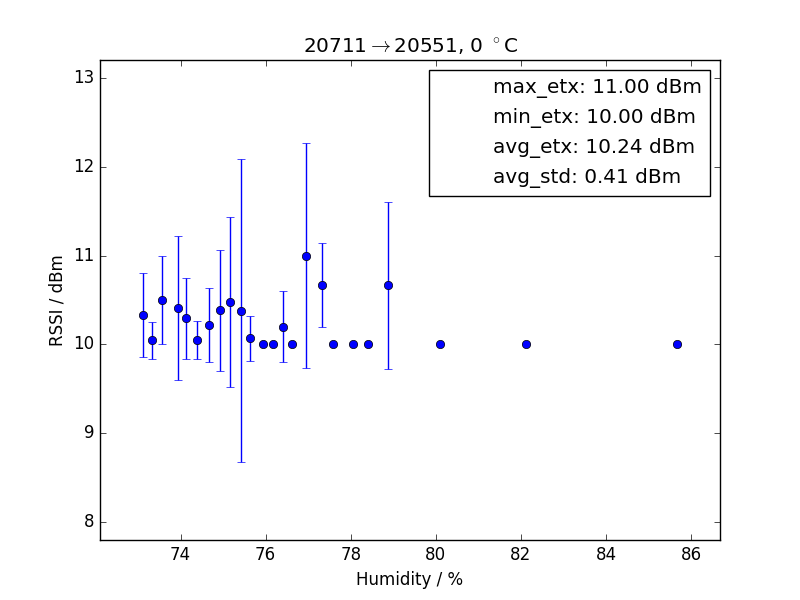 20711→20551, 0 °C
max_etx: 11.00 dBm
min_etx: 10.00 dBm
avg_etx: 10.24 dBm
avg_std: 0.41 dBm
13
12
11
10
9
8
RSSI / dBm
74 76 78 80 82 84 86
Humidity / %